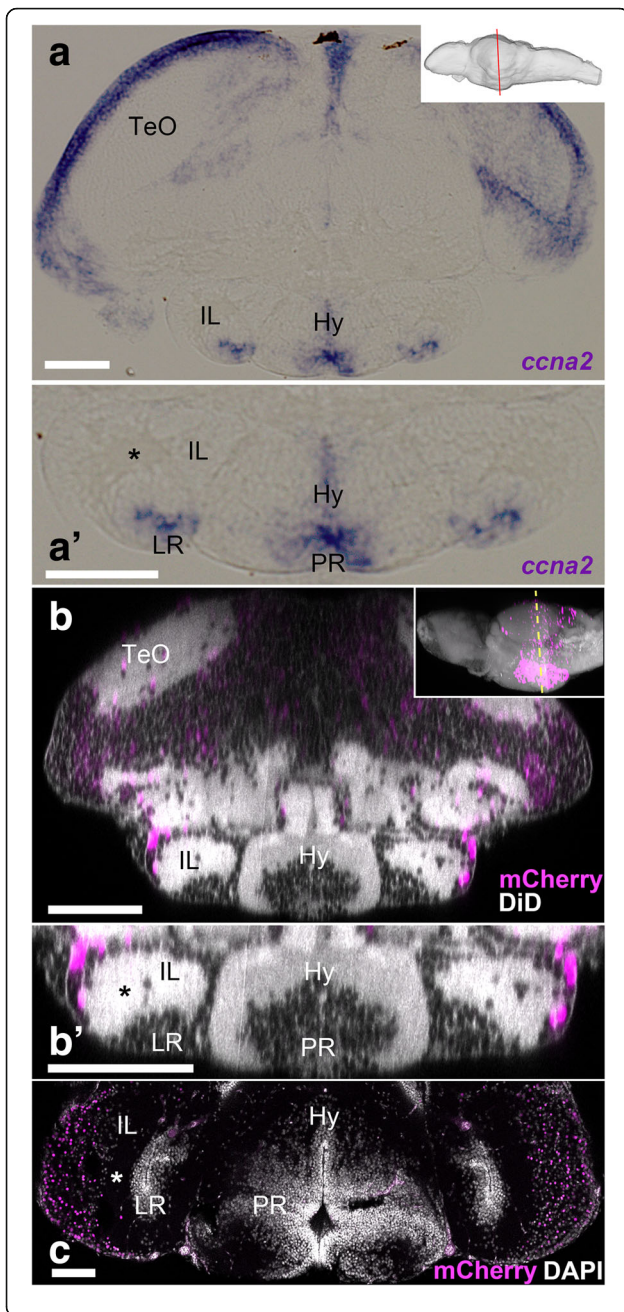 a
TeO
IL
Hy
ccna2
*
IL
Hy
a'
LR
PR
ccna2
b
TeO
IL
Hy
mCherry
DiD
IL
*
Hy
b'
LR
PR
IL
Hy
*
LR
PR
c
mCherry DAPI